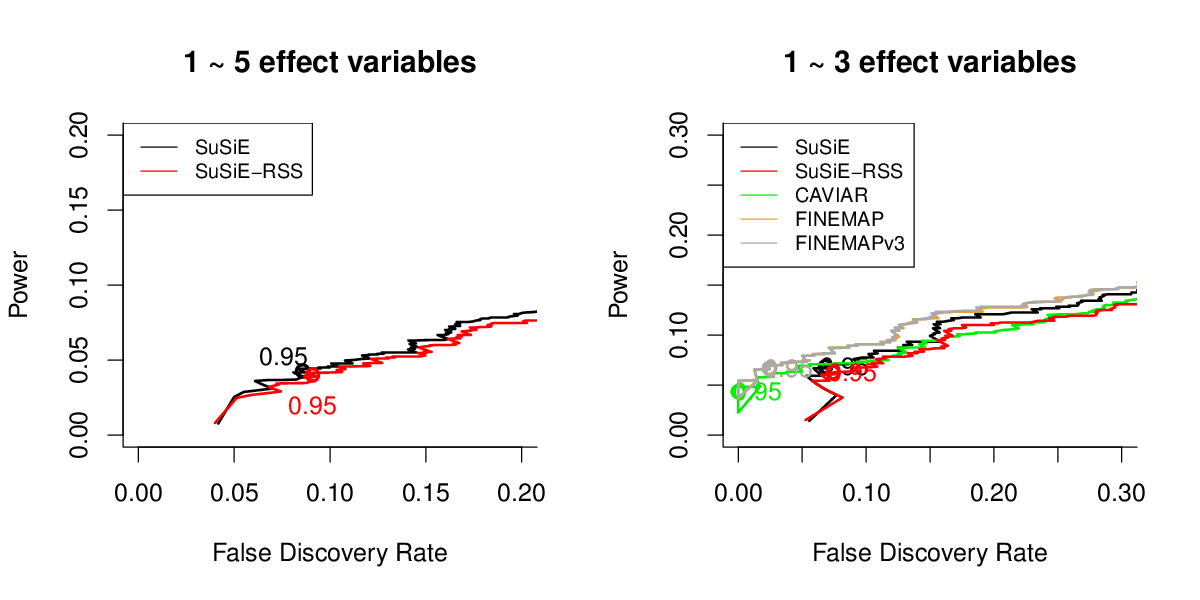 1 ~ 5 effect variables
Power
0.00
0.05
0.10
0.15
0.20
SuSiE
SuSiE−RSS
0.95
0.95
0.00
0.05
0.10
0.15
0.20
False Discovery Rate
1 ~ 3 effect variables
Power
0.00
0.10
0.20
0.30
SuSiE
SuSiE−RSS
CAVIAR
FINEMAP
FINEMAPv3
0.95
0.00
0.10
0.20
0.30
False Discovery Rate